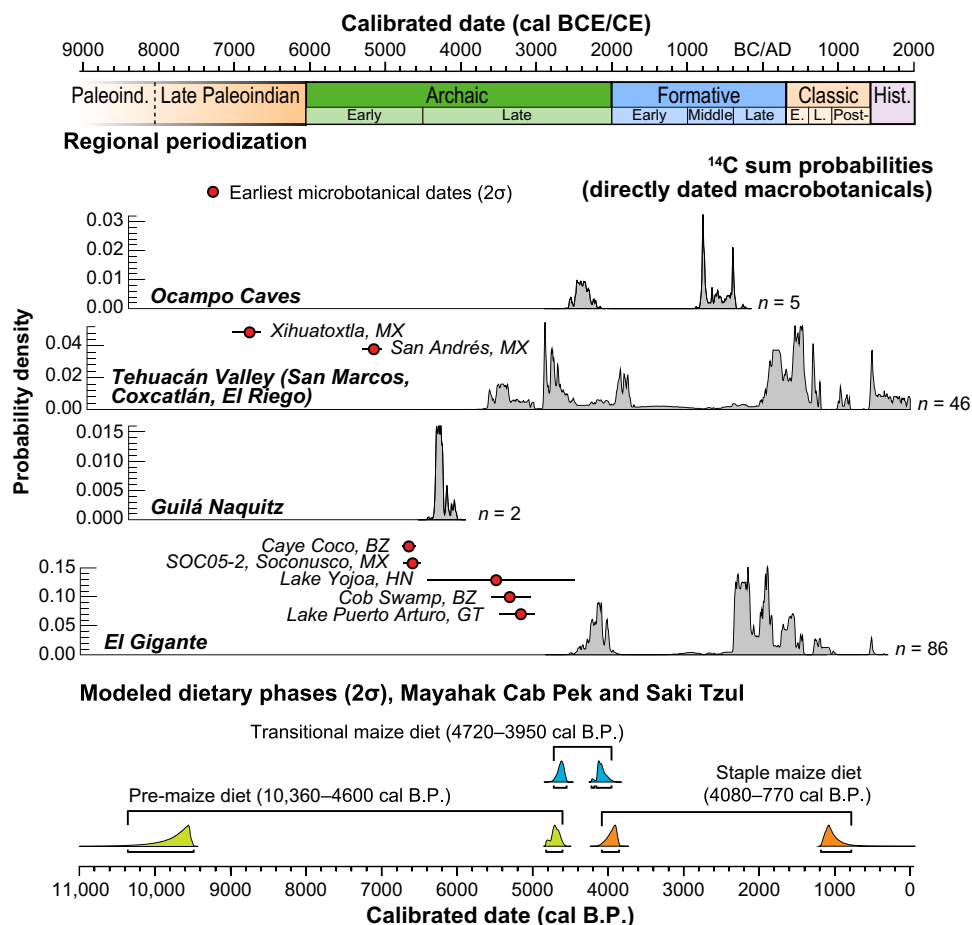 Calibrated date (cal BCE/CE)
9000 8000 7000 6000 5000 4000 3000 2000 1000 BC/AD 1000 2000
Paleoind. Late Paleoindian Archaic Formative Classic Hist.
Early Late Early Middle Late E. L. Post-
Regional periodization
¹⁴C sum probabilities
(directly dated macrobotanicals)
Earliest microbotanical dates (2σ)
Probability density
0.03
0.02
0.01
0.00
Ocampo Caves
n = 5
Xihuatoxtla, MX
San Andrés, MX
0.04
0.02
0.00
Tehuacán Valley (San Marcos,
Coxcatlán, El Riego)
n = 46
0.015
0.010
0.005
0.000
Guilá Naquitz
n = 2
Caye Coco, BZ
SOC05-2, Soconusco, MX
Lake Yojoa, HN
Cob Swamp, BZ
Lake Puerto Arturo, GT
0.15
0.10
0.05
0.00
El Gigante
n = 86
Modeled dietary phases (2σ), Mayahak Cab Pek and Saki Tzul
Transitional maize diet (4720–3950 cal B.P.)
Pre-maize diet (10,360–4600 cal B.P.)
Staple maize diet
(4080–770 cal B.P.)
11,000 10,000 9000 8000 7000 6000 5000 4000 3000 2000 1000 0
Calibrated date (cal B.P.)